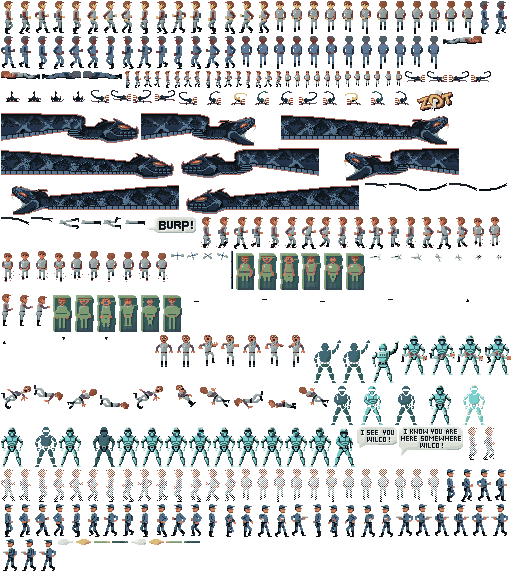 ZOT
BURP!
I SEE YOU
WILCO!
I KNOW YOU ARE
HERE SOMEWHERE
WILCO!